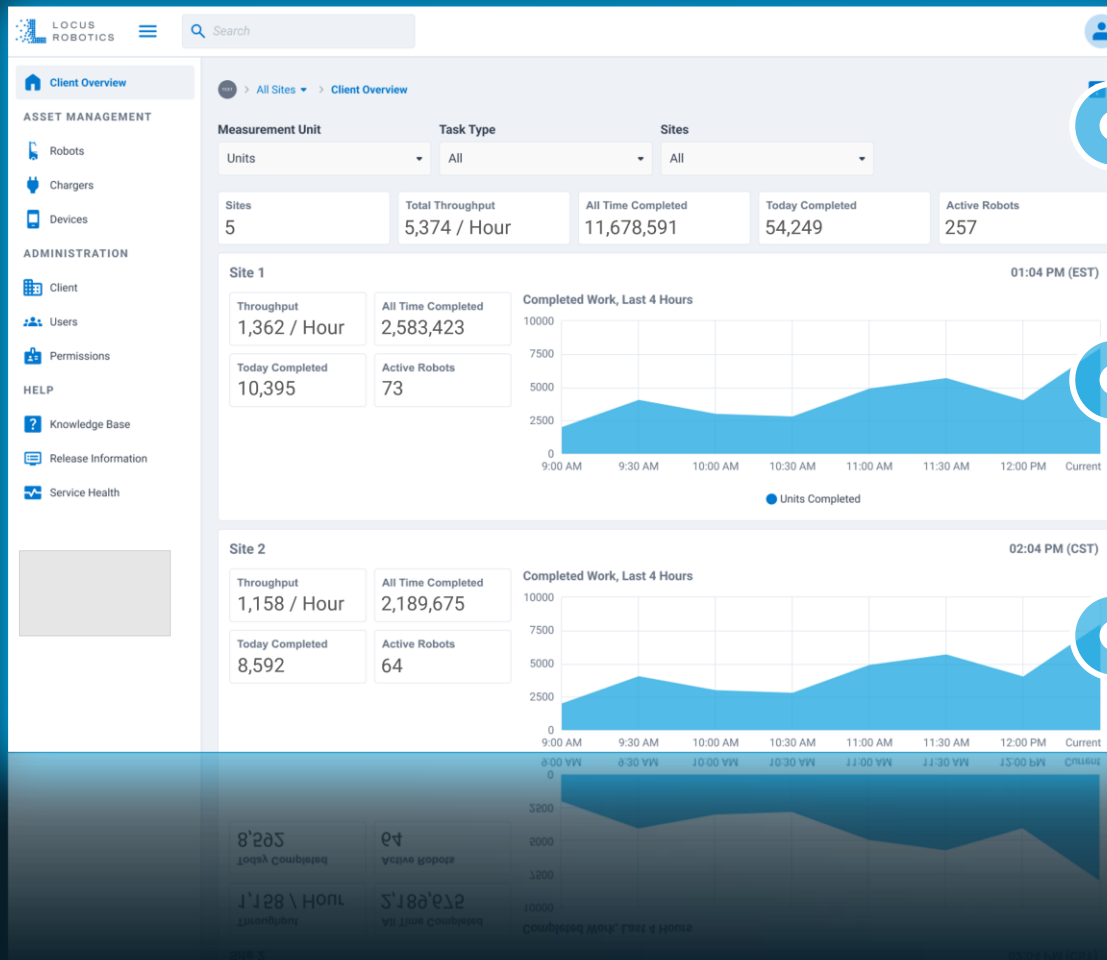 LOCUS
ROBOTICS
Search
Client Overview
ASSET MANAGEMENT
Robots
Chargers
Devices
ADMINISTRATION
Client
Users
Permissions
HELP
Knowledge Base
Release Information
Service Health
TEST > All Sites > Client Overview
Measurement Unit Task Type Sites
Units All All
Sites Total Throughput All Time Completed Today Completed Active Robots
5 5,374 / Hour 11,678,591 54,249 257
Site 1 01:04 PM (EST)
Throughput All Time Completed
1,362 / Hour 2,583,423
Today Completed Active Robots
10,395 73
Completed Work, Last 4 Hours
10000
7500
5000
2500
0
9:00 AM 9:30 AM 10:00 AM 10:30 AM 11:00 AM 11:30 AM 12:00 PM Current
Units Completed
Site 2 02:04 PM (CST)
Throughput All Time Completed
1,158 / Hour 2,189,675
Today Completed Active Robots
8,592 64
Completed Work, Last 4 Hours
10000
7500
5000
2500
0
9:00 AM 9:30 AM 10:00 AM 10:30 AM 11:00 AM 11:30 AM 12:00 PM Current